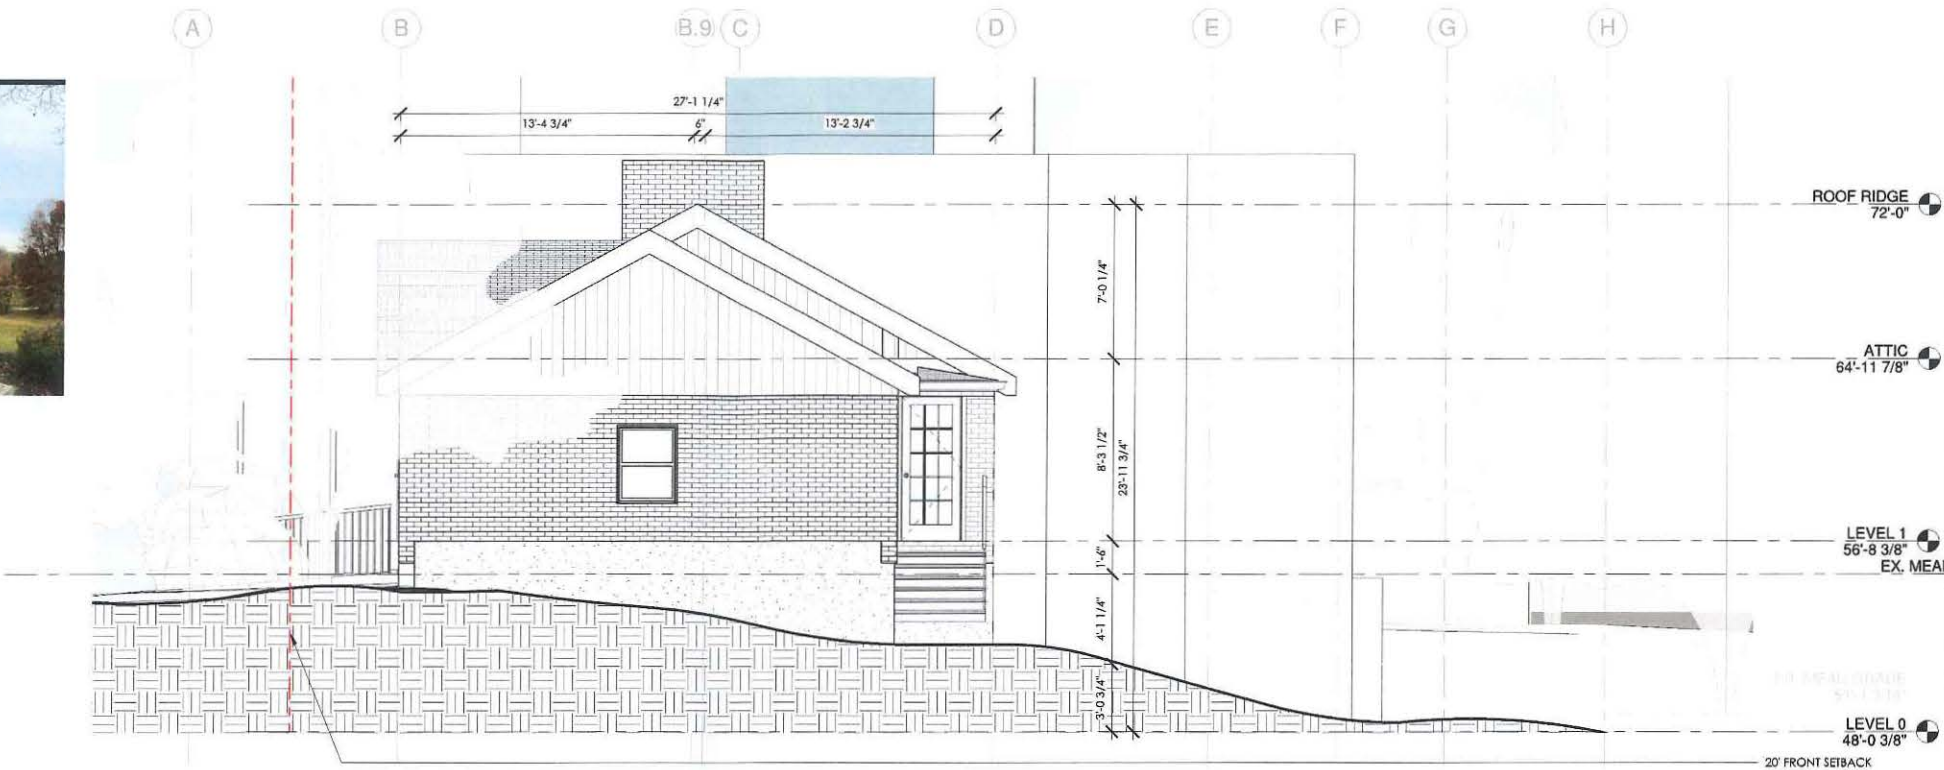 A B B.9 C D E F G H
27'-1 1/4"
13'-4 3/4" 6" 13'-2 3/4"
ROOF RIDGE
72'-0"
7'-0 1/4"
ATTIC
64'-11 7/8"
8'-3 1/2"
23'-11 3/4"
LEVEL 1
56'-8 3/8"
1'-6"
EX. MEA
4'-1 1/4"
3'-0 3/4"
LEVEL 0
48'-0 3/8"
20' FRONT SETBACK